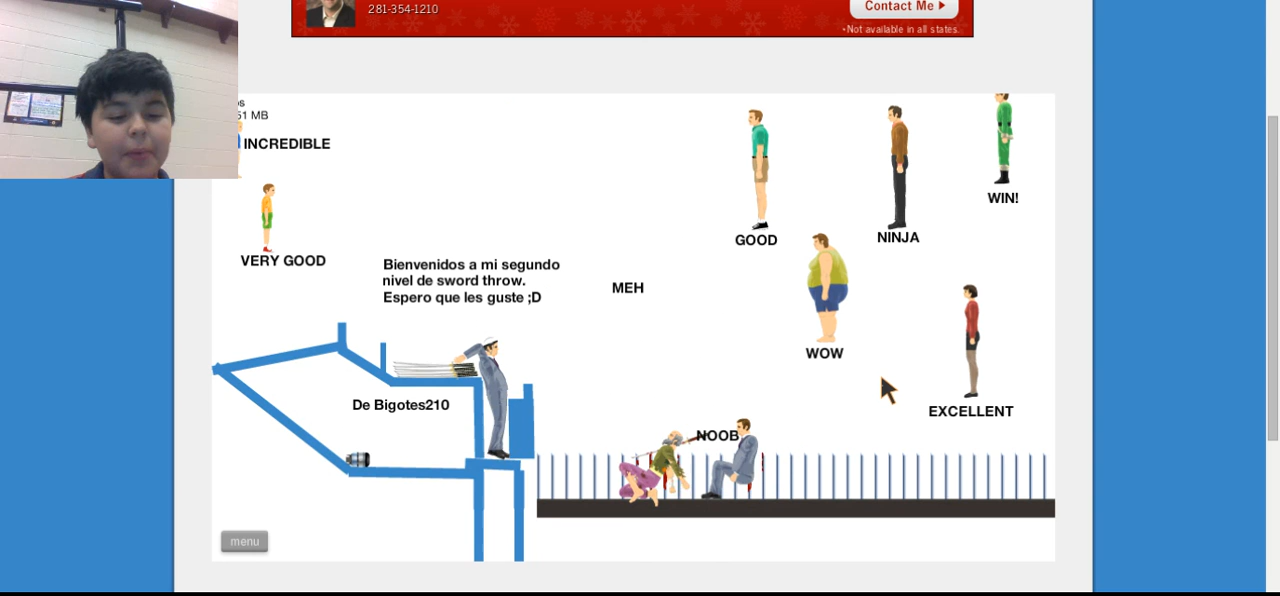 281-354-1210
Contact Me
*Not available in all states.
51 MB
INCREDIBLE
WIN!
GOOD
NINJA
VERY GOOD
Bienvenidos a mi segundo
nivel de sword throw.
Espero que les guste ;D
MEH
WOW
De Bigotes210
EXCELLENT
NOOB
menu